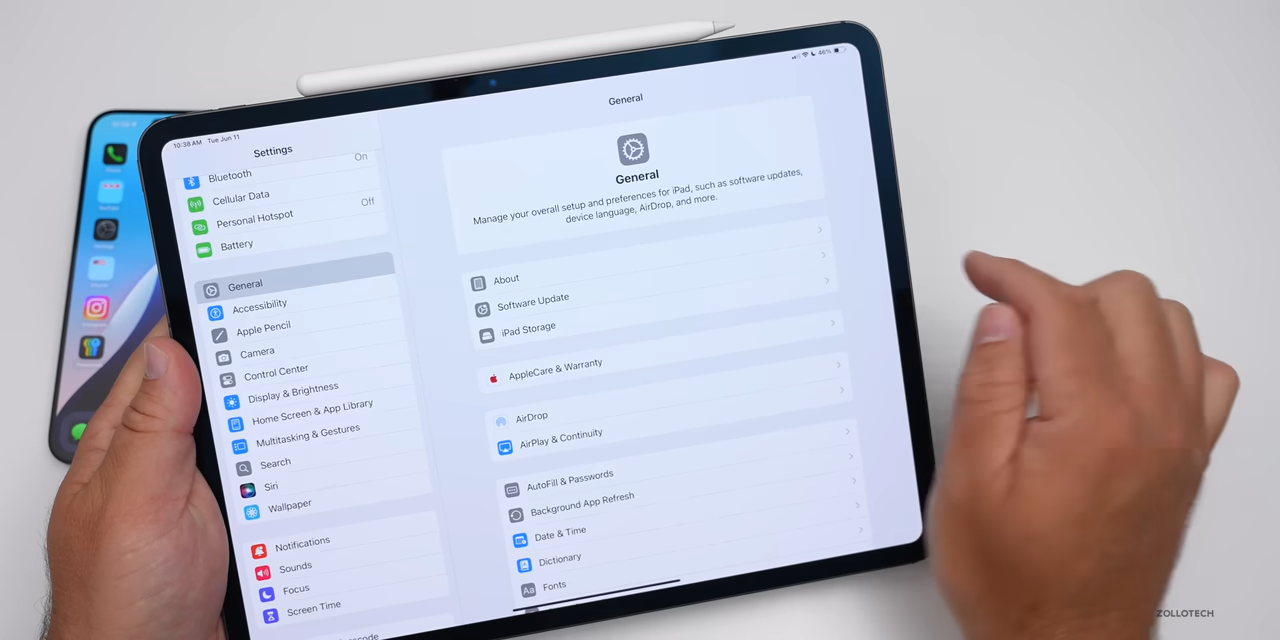 10:38 AM Tue Jun 11
46%
Settings
Bluetooth
On
Cellular Data
Personal Hotspot
Off
Battery
General
Accessibility
Apple Pencil
Camera
Control Center
Display & Brightness
Home Screen & App Library
Multitasking & Gestures
Search
Siri
Wallpaper
Notifications
Sounds
Focus
Screen Time
General
General
Manage your overall setup and preferences for iPad, such as software updates,
device language, AirDrop, and more.
About
Software Update
iPad Storage
AppleCare & Warranty
AirDrop
AirPlay & Continuity
AutoFill & Passwords
Background App Refresh
Date & Time
Dictionary
Aa
Fonts
ZOLLOTECH